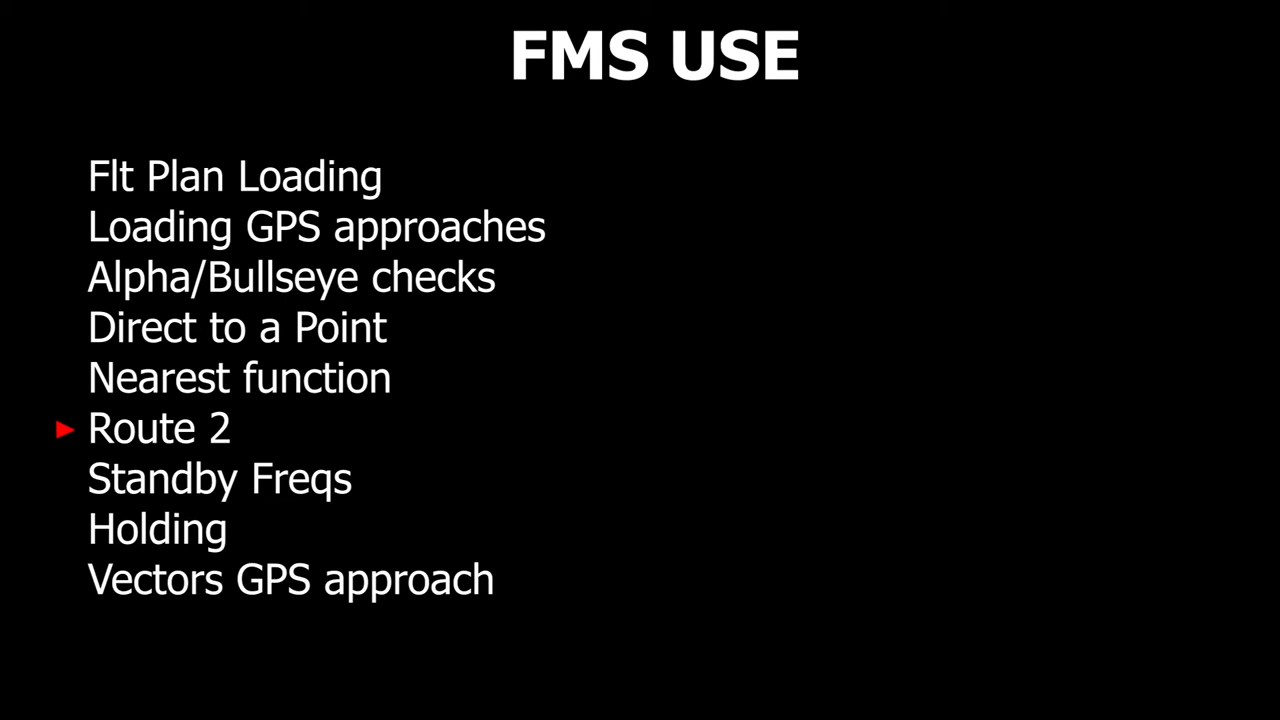 FMS USE
Flt Plan Loading
Loading GPS approaches
Alpha/Bullseye checks
Direct to a Point
Nearest function
Route 2
Standby Freqs
Holding
Vectors GPS approach